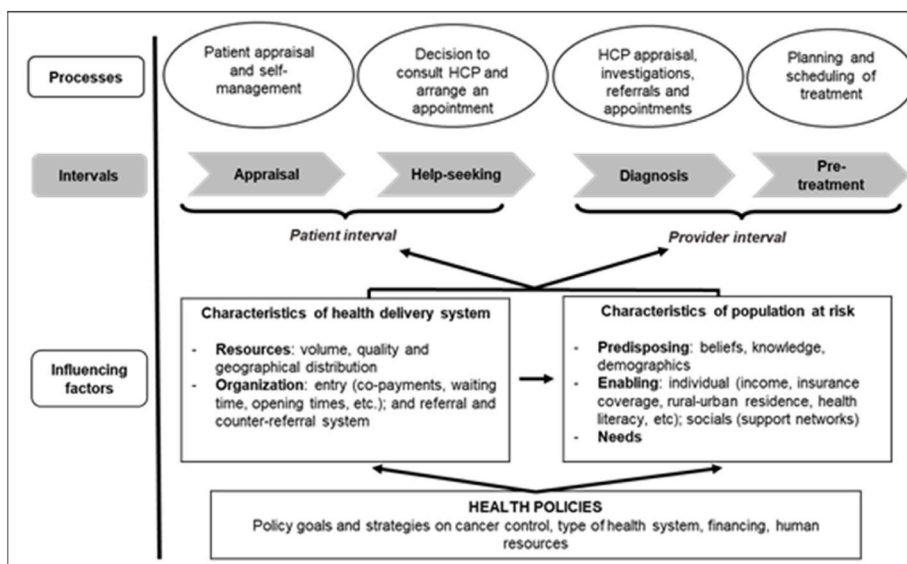 Processes
Patient appraisal
and self-
management
Decision to
consult HCP and
arrange an
appointment
HCP appraisal,
investigations,
referrals and
appointments
Planning and
scheduling of
treatment
Intervals
Appraisal
Help-seeking
Diagnosis
Pre-
treatment
Patient interval
Provider interval
Influencing
factors
Characteristics of health delivery system
- Resources: volume, quality and
geographical distribution
- Organization: entry (co-payments, waiting
time, opening times, etc.); and referral and
counter-referral system
Characteristics of population at risk
- Predisposing: beliefs, knowledge,
demographics
- Enabling: individual (income, insurance
coverage, rural-urban residence, health
literacy, etc); socials (support networks)
- Needs
HEALTH POLICIES
Policy goals and strategies on cancer control, type of health system, financing, human
resources